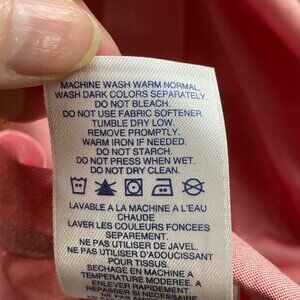 MACHINE WASH WARM NORMAL.
WASH DARK COLORS SEPARATELY.
DO NOT BLEACH.
DO NOT USE FABRIC SOFTENER.
TUMBLE DRY LOW.
REMOVE PROMPTLY.
WARM IRON IF NEEDED.
DO NOT STARCH.
DO NOT PRESS WHEN WET.
DO NOT DRY CLEAN.
LAVABLE A LA MACHINE A L'EAU
CHAUDE
LAVER LES COULEURS FONCEES
SEPAREMENT.
NE PAS UTILISER DE JAVEL.
NE PAS UTILISER D'ADOUCISSANT
POUR TISSUS.
SECHAGE EN MACHINE A
TEMPERATURE MODEREE, A
ENLEVER RAPIDEMENT.
REPASSER